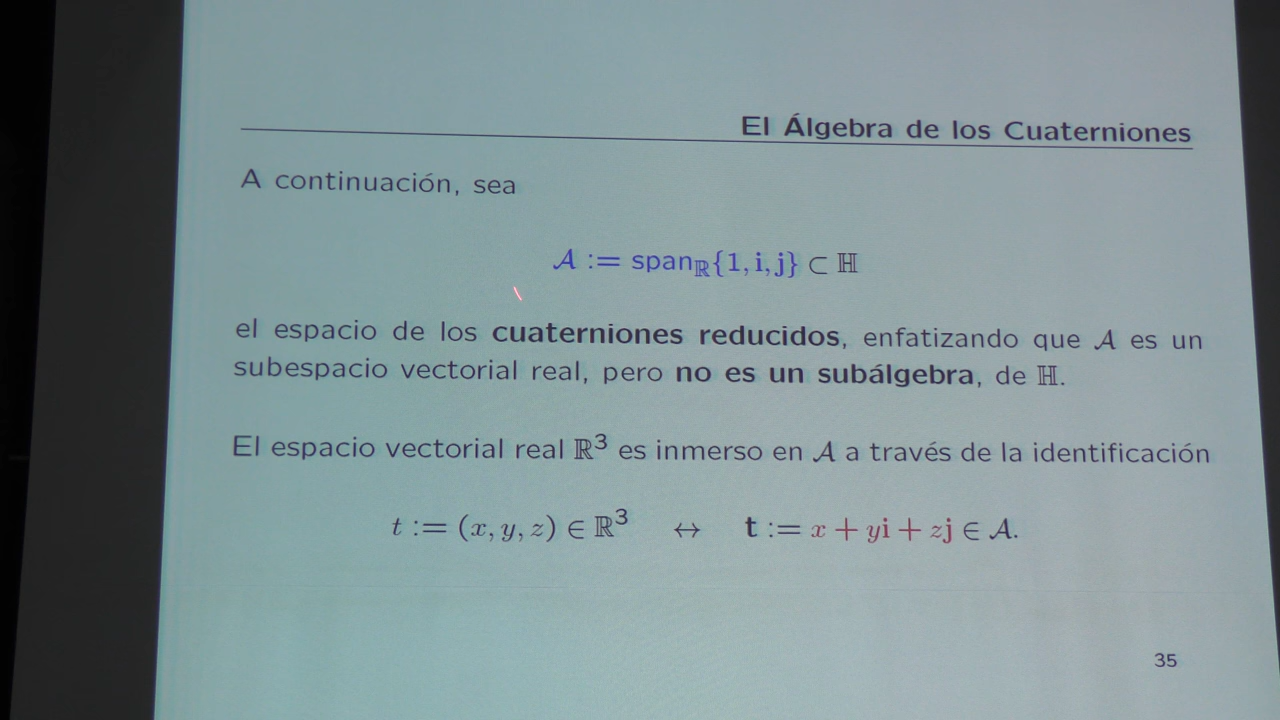 El Álgebra de los Cuaterniones
A continuación, sea
𝒜 := span_ℝ{1, i, j} ⊂ ℍ
el espacio de los cuaterniones reducidos, enfatizando que 𝒜 es un
subespacio vectorial real, pero no es un subálgebra, de ℍ.
El espacio vectorial real ℝ³ es inmerso en 𝒜 a través de la identificación
t := (x, y, z) ∈ ℝ³ ↔ t := x + yi + zj ∈ 𝒜.
35